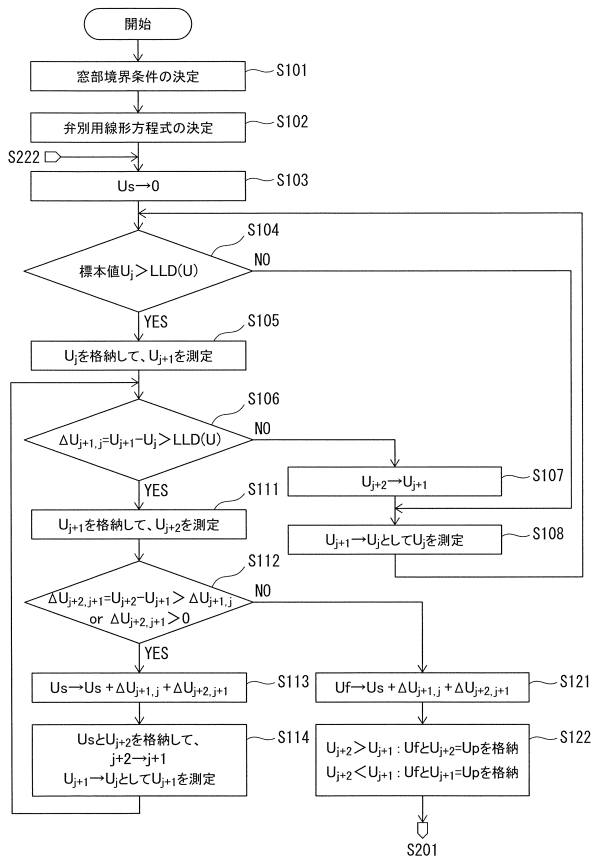 開始
窓部境界条件の決定
S101
弁別用線形方程式の決定
S102
S222
Us→0
S103
S104
標本値Uj＞LLD(U)
NO
YES
S105
Ujを格納して、Uj+1を測定
S106
ΔUj+1,j=Uj+1−Uj＞LLD(U)
NO
YES
Uj+2→Uj+1
S107
S111
Uj+1を格納して、Uj+2を測定
Uj+1→UjとしてUjを測定
S108
S112
ΔUj+2,j+1=Uj+2−Uj+1＞ΔUj+1,j
or ΔUj+2,j+1＞0
NO
YES
Us→Us+ΔUj+1,j+ΔUj+2,j+1
S113
Uf→Us+ΔUj+1,j+ΔUj+2,j+1
S121
UsとUj+2を格納して、
j+2→j+1
Uj+1→UjとしてUj+1を測定
S114
Uj+2＞Uj+1：UfとUj+2=Upを格納
Uj+2＜Uj+1：UfとUj+1=Upを格納
S122
S201